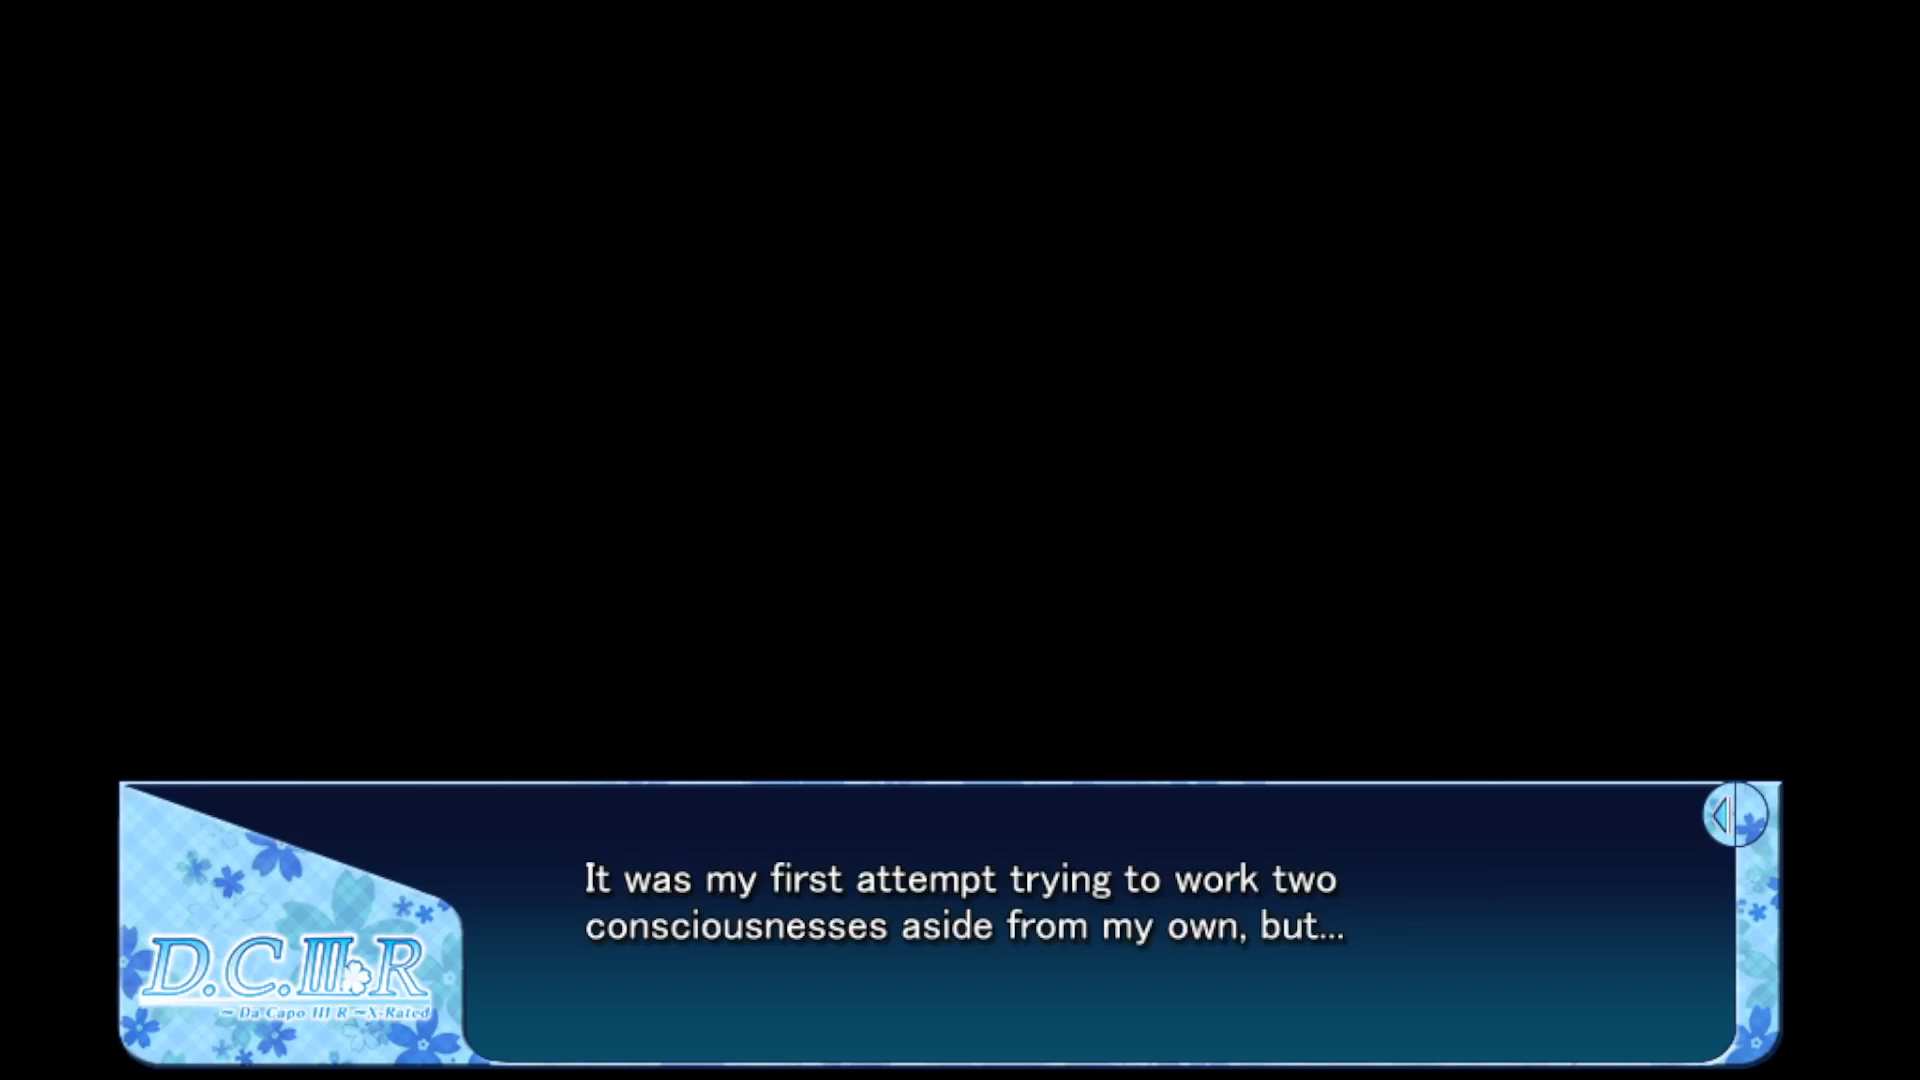 It was my first attempt trying to work two
consciousnesses aside from my own, but...
D.C.III R
~Da Capo III R~X-Rated